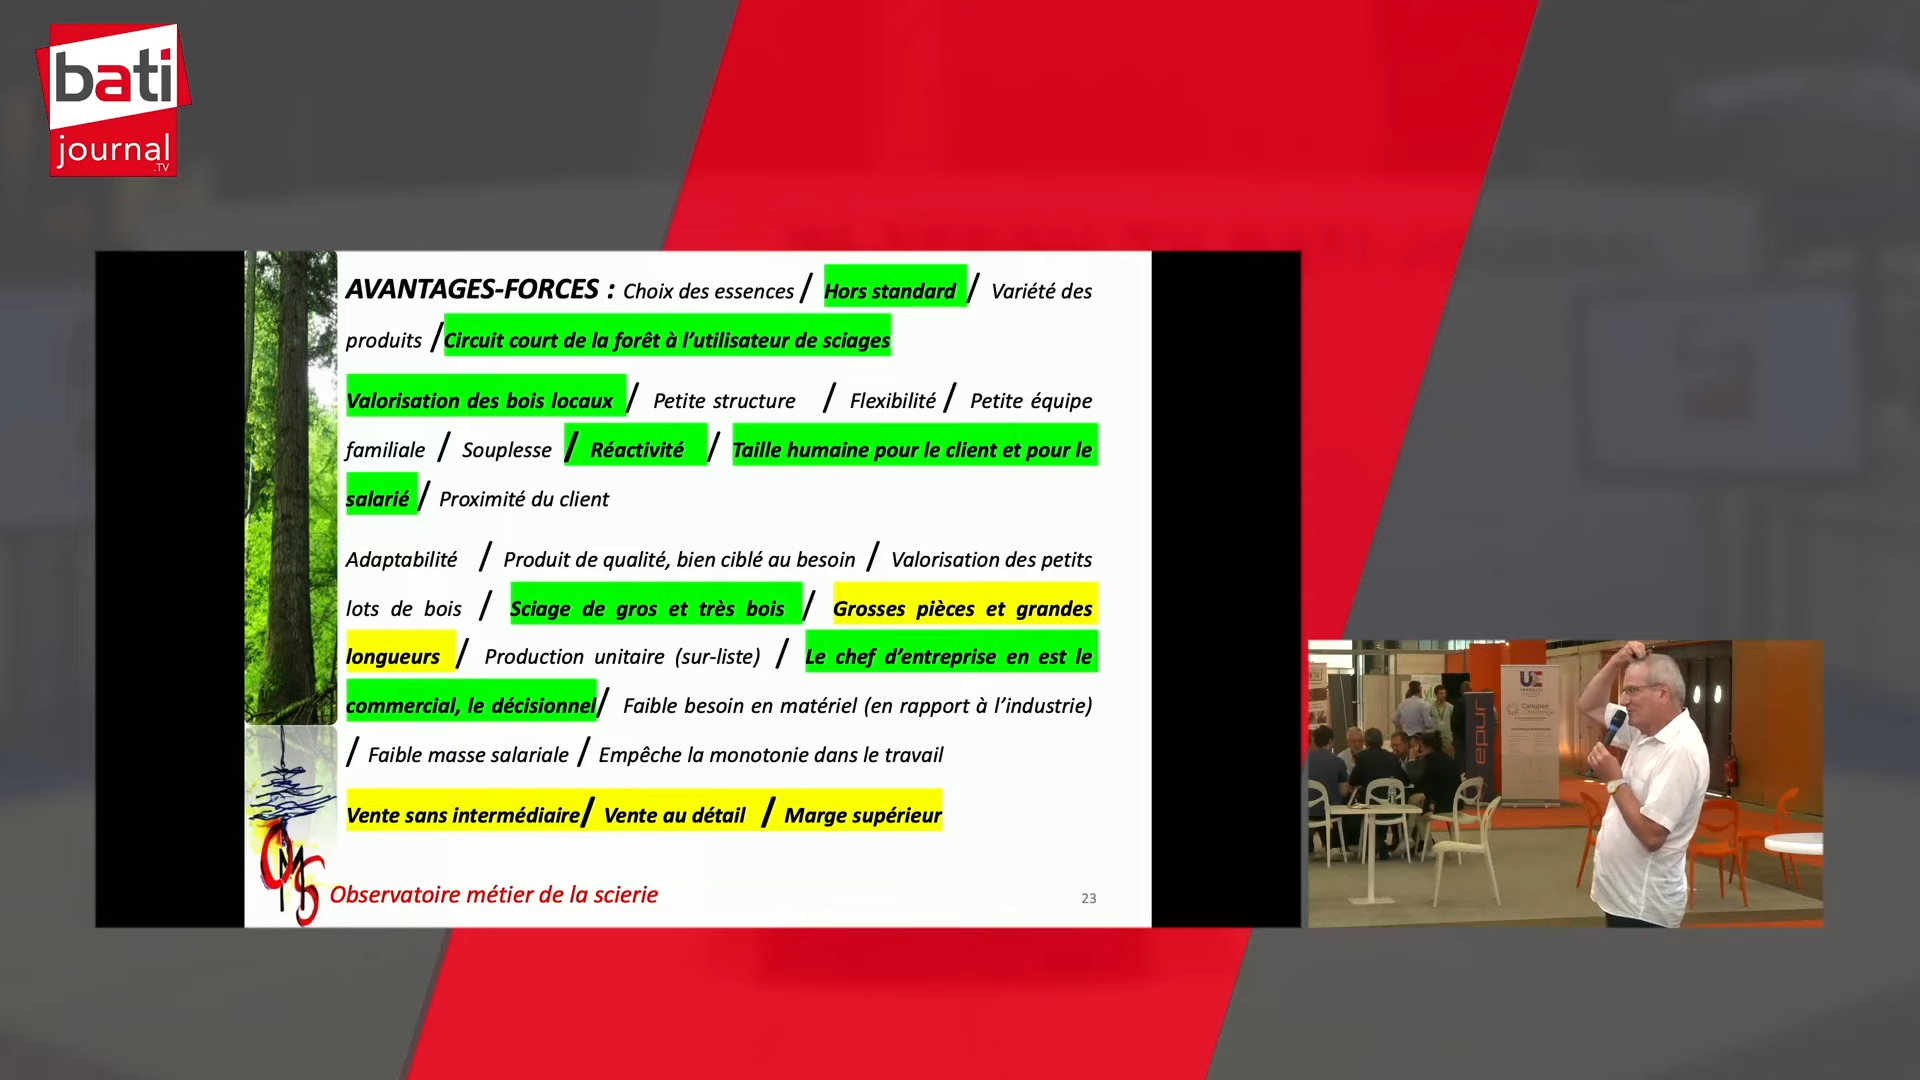 bati
journal
.TV
AVANTAGES-FORCES : Choix des essences / Hors standard / Variété des
produits /Circuit court de la forêt à l’utilisateur de sciages
Valorisation des bois locaux / Petite structure / Flexibilité / Petite équipe
familiale / Souplesse / Réactivité / Taille humaine pour le client et pour le
salarié / Proximité du client
Adaptabilité / Produit de qualité, bien ciblé au besoin / Valorisation des petits
lots de bois / Sciage de gros et très bois / Grosses pièces et grandes
longueurs / Production unitaire (sur-liste) / Le chef d’entreprise en est le
commercial, le décisionnel/ Faible besoin en matériel (en rapport à l’industrie)
/ Faible masse salariale / Empêche la monotonie dans le travail
Vente sans intermédiaire/ Vente au détail / Marge supérieur
OMS
Observatoire métier de la scierie
23
epur
Canopée